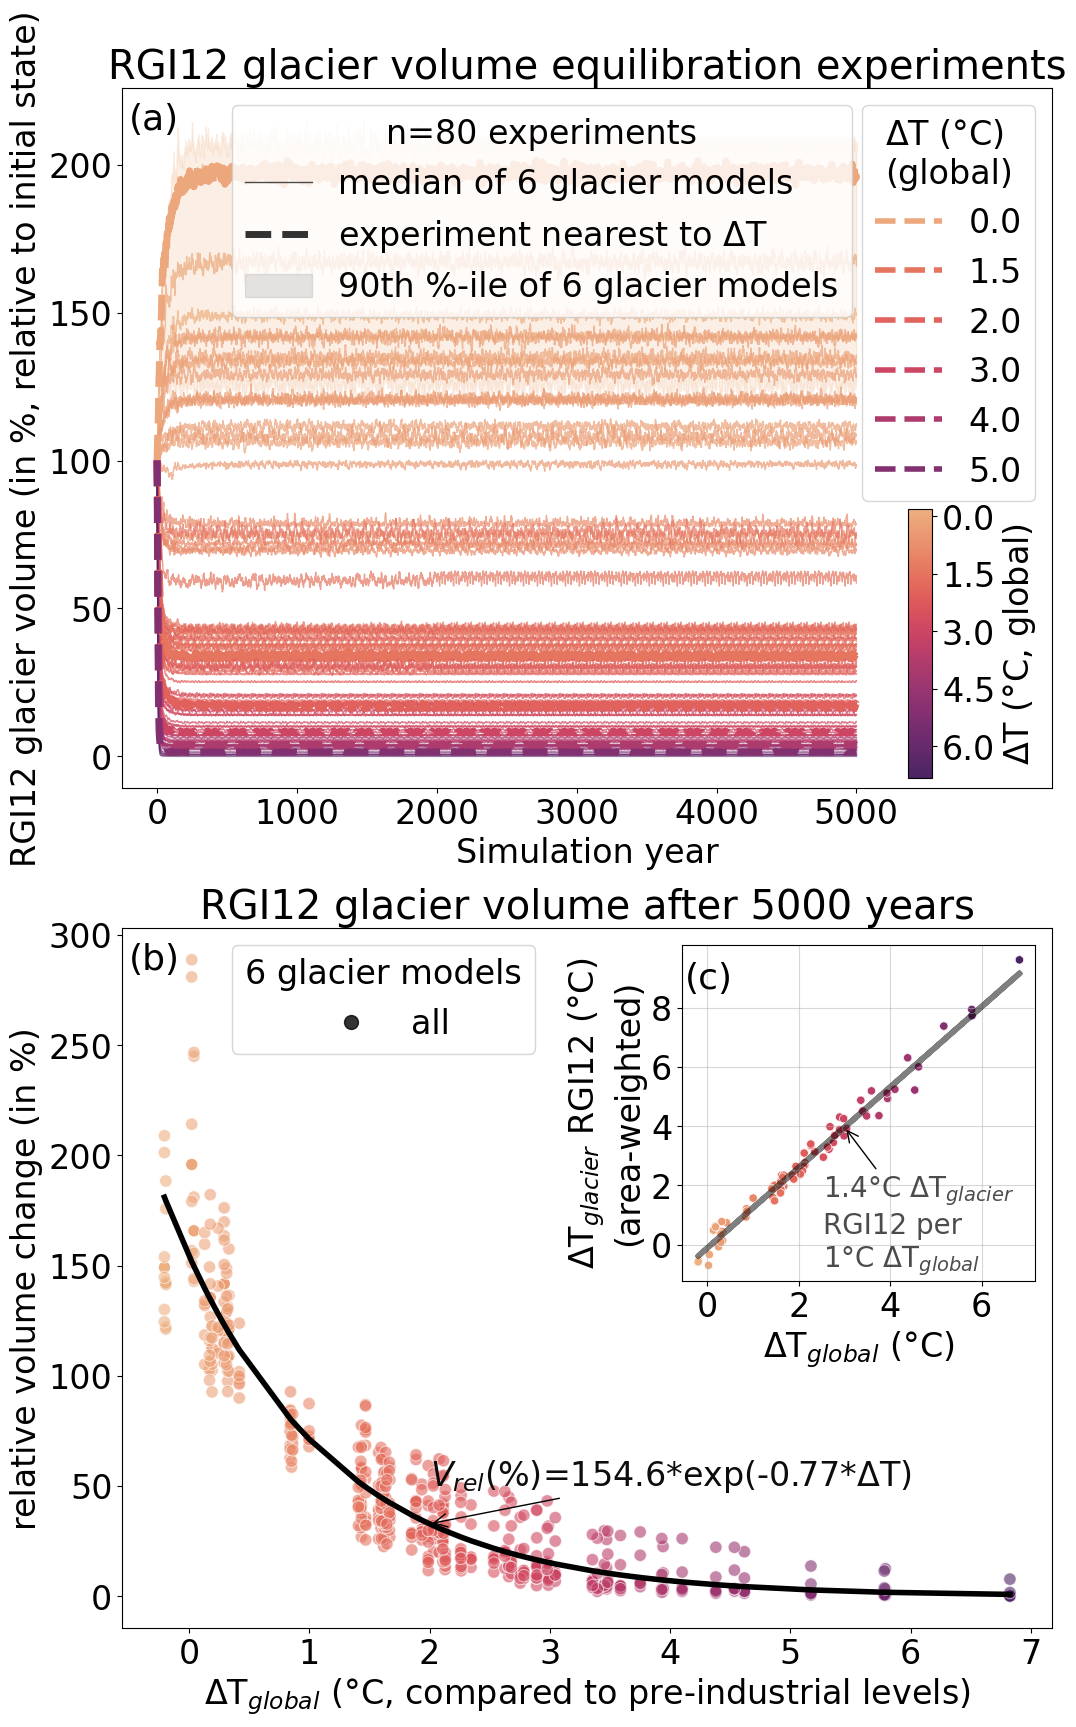 RGI12 glacier volume equilibration experiments
(a)
n=80 experiments
median of 6 glacier models
experiment nearest to ΔT
90th %-ile of 6 glacier models
ΔT (°C)
(global)
0.0
1.5
2.0
3.0
4.0
5.0
0.0
1.5
3.0
4.5
6.0
ΔT (°C, global)
RGI12 glacier volume (in %, relative to initial state)
200
150
100
50
0
0 1000 2000 3000 4000 5000
Simulation year
RGI12 glacier volume after 5000 years
(b)
6 glacier models
all
relative volume change (in %)
300
250
200
150
100
50
0
V_rel(%)=154.6*exp(-0.77*ΔT)
0 1 2 3 4 5 6 7
ΔT_global (°C, compared to pre-industrial levels)
(c)
ΔT_glacier RGI12 (°C)
(area-weighted)
8
6
4
2
0
1.4°C ΔT_glacier
RGI12 per
1°C ΔT_global
0 2 4 6
ΔT_global (°C)